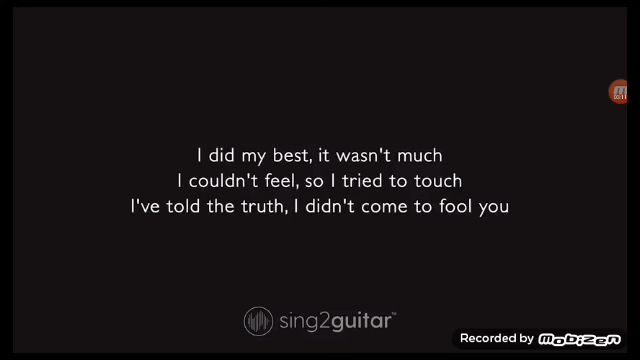 I did my best, it wasn't much
I couldn't feel, so I tried to touch
I've told the truth, I didn't come to fool you
sing2guitar™
Recorded by MOBIZEN